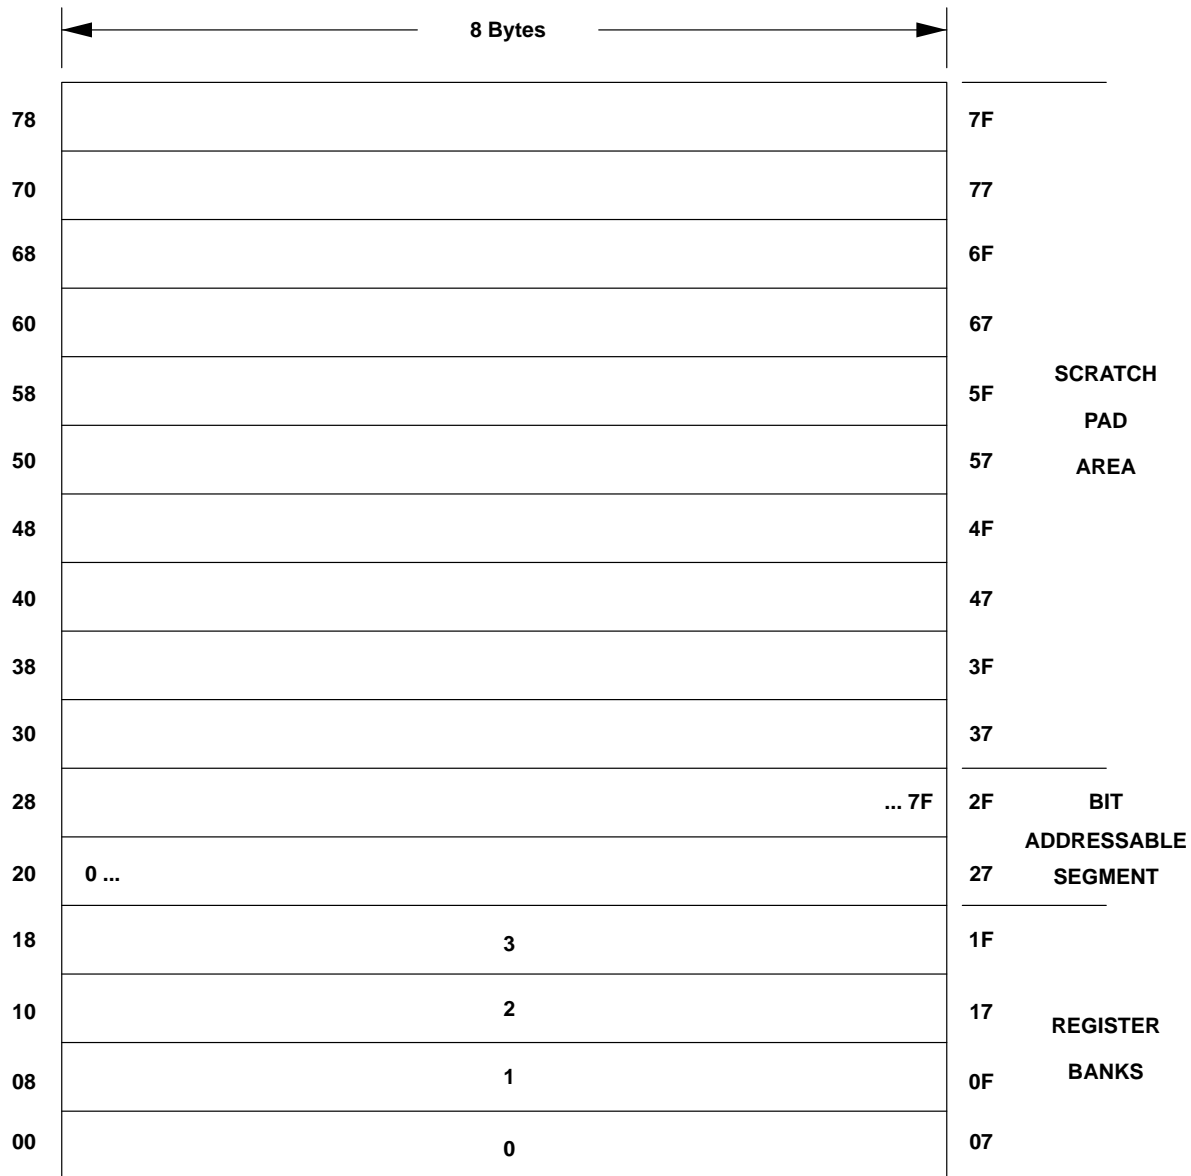 8 Bytes
78 7F
70 77
68 6F
60 67
SCRATCH
58 5F
PAD
50 57
AREA
48 4F
40 47
38 3F
30 37
28 ... 7F 2F BIT
ADDRESSABLE
20 0 ... 27 SEGMENT
18 3 1F
10 2 17
REGISTER
08 1 0F BANKS
00 0 07